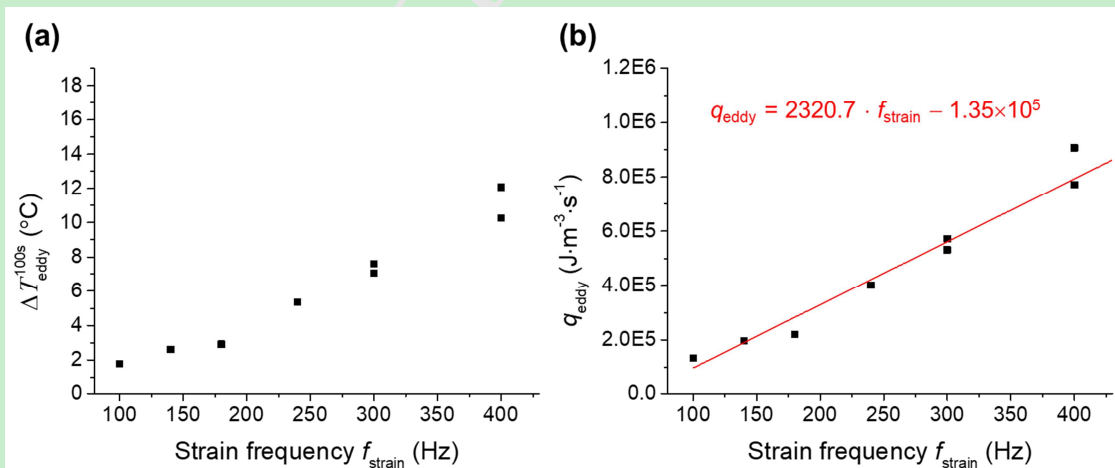 (a)
18
16
14
12
10
8
6
4
2
0
ΔT^100s_eddy (°C)
100 150 200 250 300 350 400
Strain frequency f_strain (Hz)
(b)
1.2E6
1.0E6
8.0E5
6.0E5
4.0E5
2.0E5
0.0
q_eddy (J·m⁻³·s⁻¹)
q_eddy = 2320.7 · f_strain − 1.35×10⁵
100 150 200 250 300 350 400
Strain frequency f_strain (Hz)